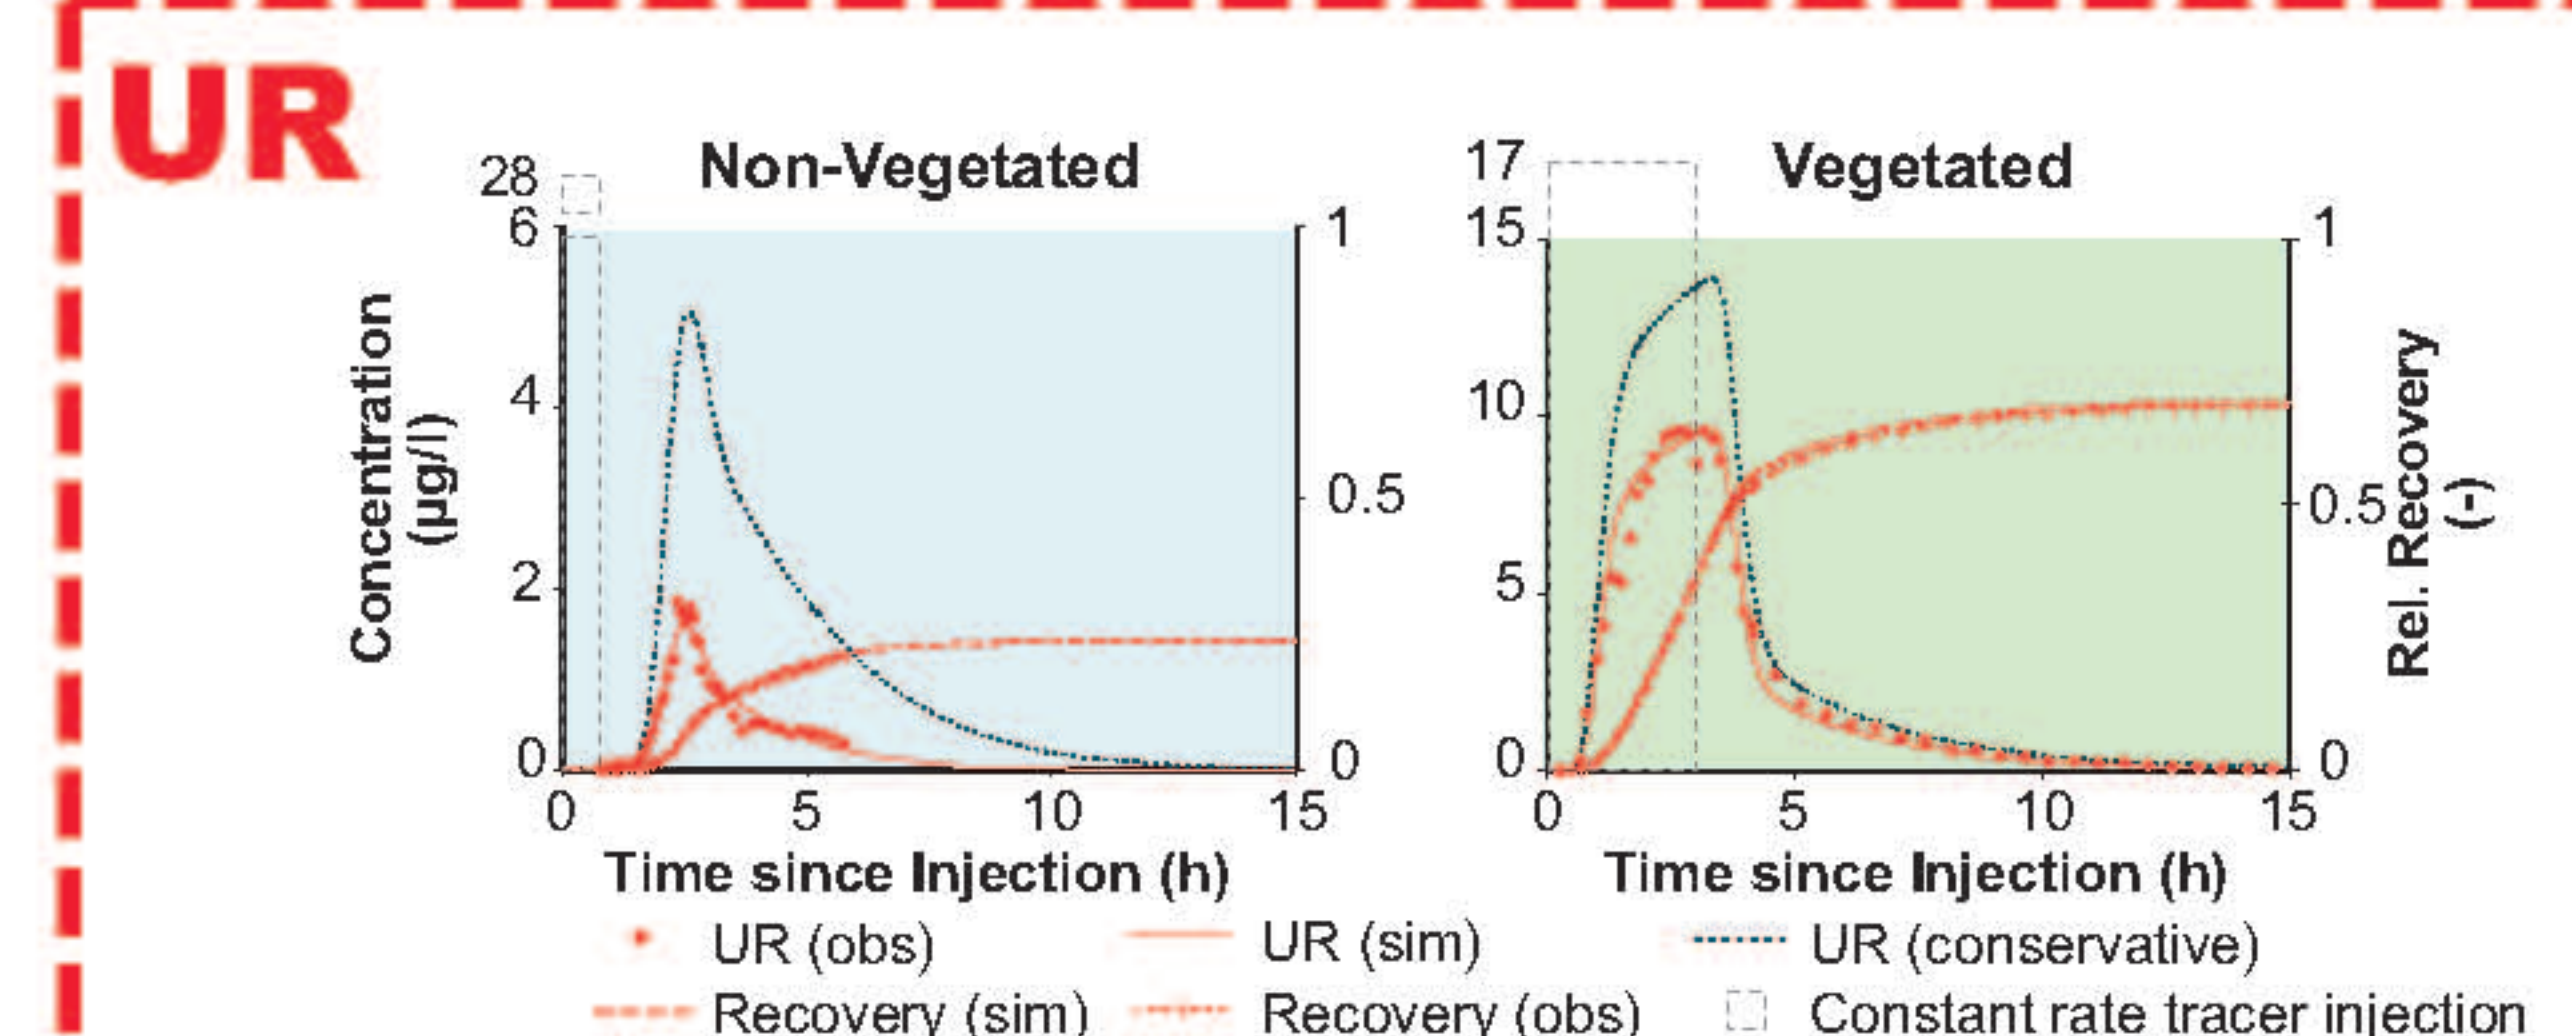 UR
Non-Vegetated
Vegetated
28
6
4
2
0
1
0.5
0
0
5
10
15
Concentration
(µg/l)
Time since Injection (h)
17
15
10
5
0
1
0.5
0
0
5
10
15
Rel. Recovery
(-)
Time since Injection (h)
UR (obs)
UR (sim)
UR (conservative)
Recovery (sim)
Recovery (obs)
Constant rate tracer injection